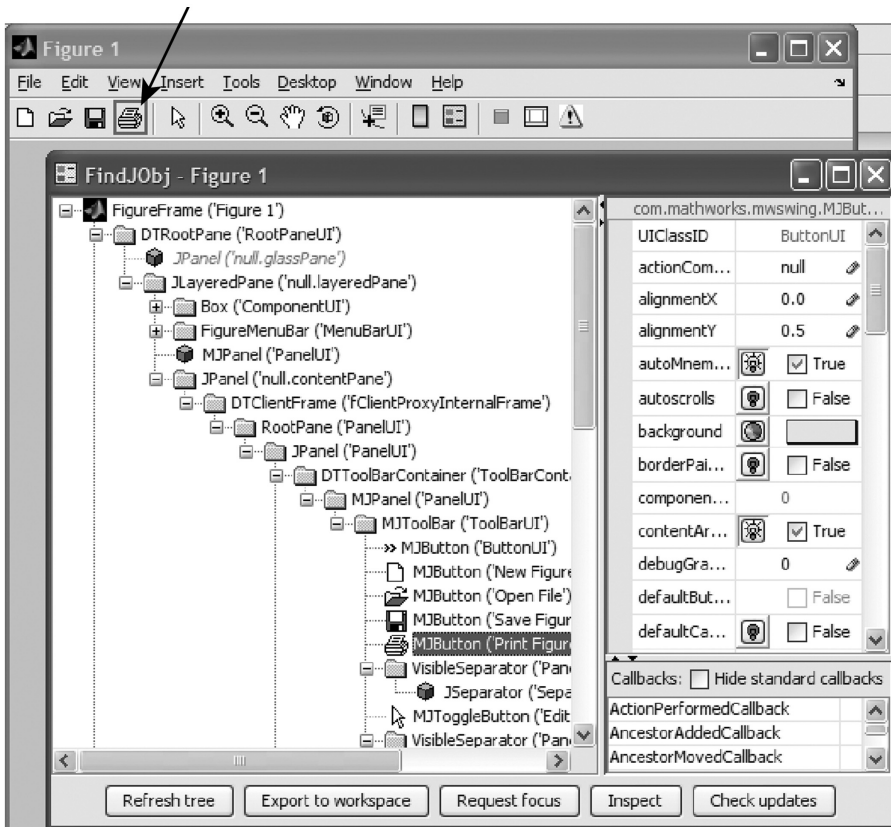 Figure 1
File Edit View Insert Tools Desktop Window Help
FindJObj - Figure 1
FigureFrame ('Figure 1')
DTRootPane ('RootPaneUI')
JPanel ('null.glassPane')
JLayeredPane ('null.layeredPane')
Box ('ComponentUI')
FigureMenuBar ('MenuBarUI')
MJPanel ('PanelUI')
JPanel ('null.contentPane')
DTClientFrame ('fClientProxyInternalFrame')
RootPane ('PanelUI')
JPanel ('PanelUI')
DTToolBarContainer ('ToolBarCont
MJPanel ('PanelUI')
MJToolBar ('ToolBarUI')
MJButton ('ButtonUI')
MJButton ('New Figure
MJButton ('Open File')
MJButton ('Save Figur
MJButton ('Print Figur
VisibleSeparator ('Pan
JSeparator ('Sepa
MJToggleButton ('Edit
VisibleSeparator ('Pan
com.mathworks.mwswing.MJBut...
UIClassID ButtonUI
actionCom... null
alignmentX 0.0
alignmentY 0.5
autoMnem... True
autoscrolls False
background
borderPai... False
componen... 0
contentAr... True
debugGra... 0
defaultBut... False
defaultCa... False
Callbacks: Hide standard callbacks
ActionPerformedCallback
AncestorAddedCallback
AncestorMovedCallback
Refresh tree Export to workspace Request focus Inspect Check updates